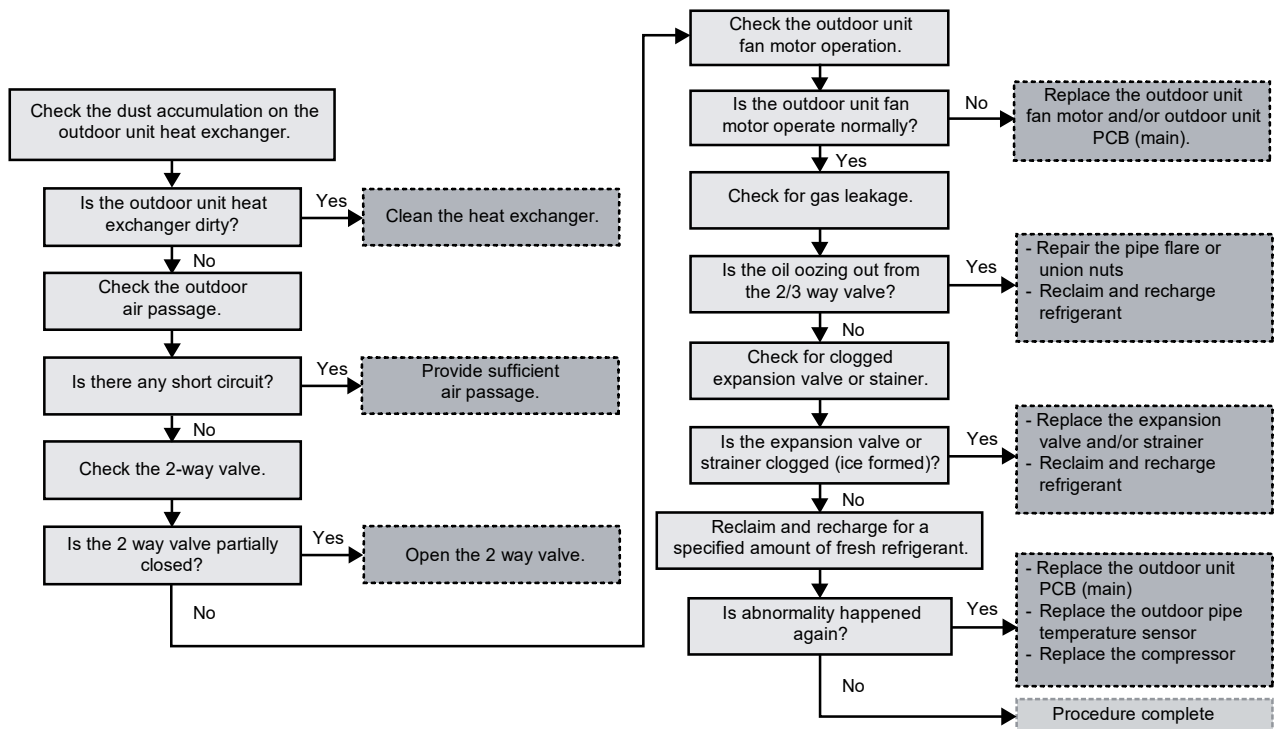 Check the dust accumulation on the
outdoor unit heat exchanger.
Is the outdoor unit heat
exchanger dirty?
Yes
Clean the heat exchanger.
No
Check the outdoor
air passage.
Is there any short circuit?
Yes
Provide sufficient
air passage.
No
Check the 2-way valve.
Is the 2 way valve partially
closed?
Yes
Open the 2 way valve.
No
Check the outdoor unit
fan motor operation.
Is the outdoor unit fan
motor operate normally?
No
Replace the outdoor unit
fan motor and/or outdoor unit
PCB (main).
Yes
Check for gas leakage.
Is the oil oozing out from
the 2/3 way valve?
Yes
- Repair the pipe flare or
union nuts
- Reclaim and recharge
refrigerant
No
Check for clogged
expansion valve or stainer.
Is the expansion valve or
strainer clogged (ice formed)?
Yes
- Replace the expansion
valve and/or strainer
- Reclaim and recharge
refrigerant
No
Reclaim and recharge for a
specified amount of fresh refrigerant.
Is abnormality happened
again?
Yes
- Replace the outdoor unit
PCB (main)
- Replace the outdoor pipe
temperature sensor
- Replace the compressor
No
Procedure complete